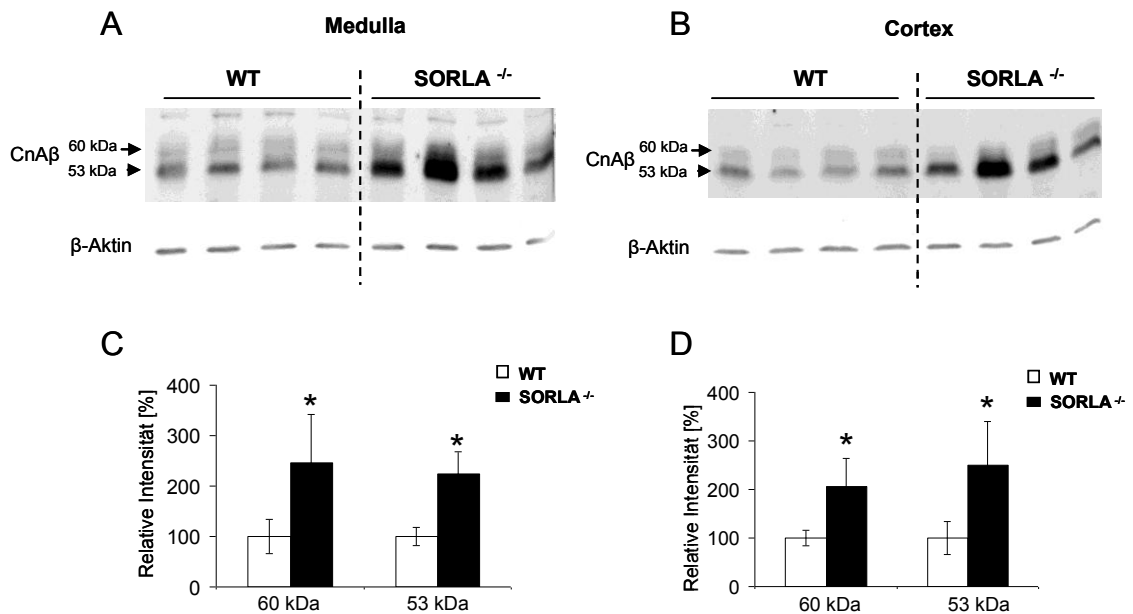 A
Medulla
WT
SORLA -/-
CnAβ
60 kDa
53 kDa
β-Aktin
B
Cortex
WT
SORLA -/-
CnAβ
60 kDa
53 kDa
β-Aktin
C
WT
SORLA -/-
Relative Intensität [%]
400
300
200
100
0
*
*
60 kDa
53 kDa
D
WT
SORLA -/-
Relative Intensität [%]
400
300
200
100
0
*
*
60 kDa
53 kDa